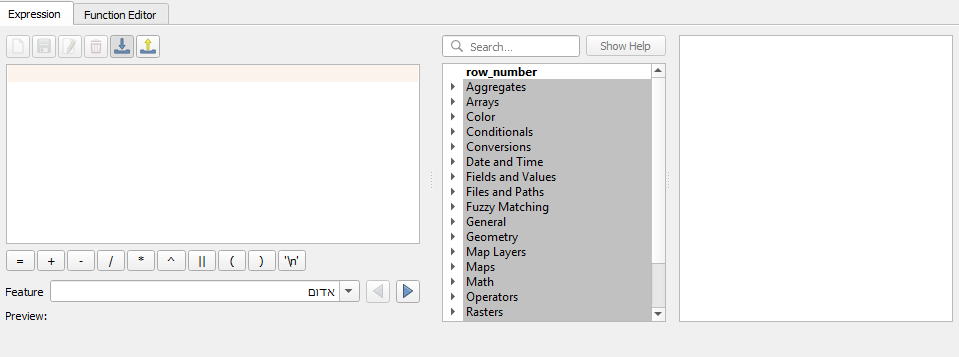 Expression
Function Editor
Search...
Show Help
row_number
Aggregates
Arrays
Color
Conditionals
Conversions
Date and Time
Fields and Values
Files and Paths
Fuzzy Matching
General
Geometry
Map Layers
Maps
Math
Operators
Rasters
= + - / * ^ || ( ) '\n'
Feature אדום
Preview: